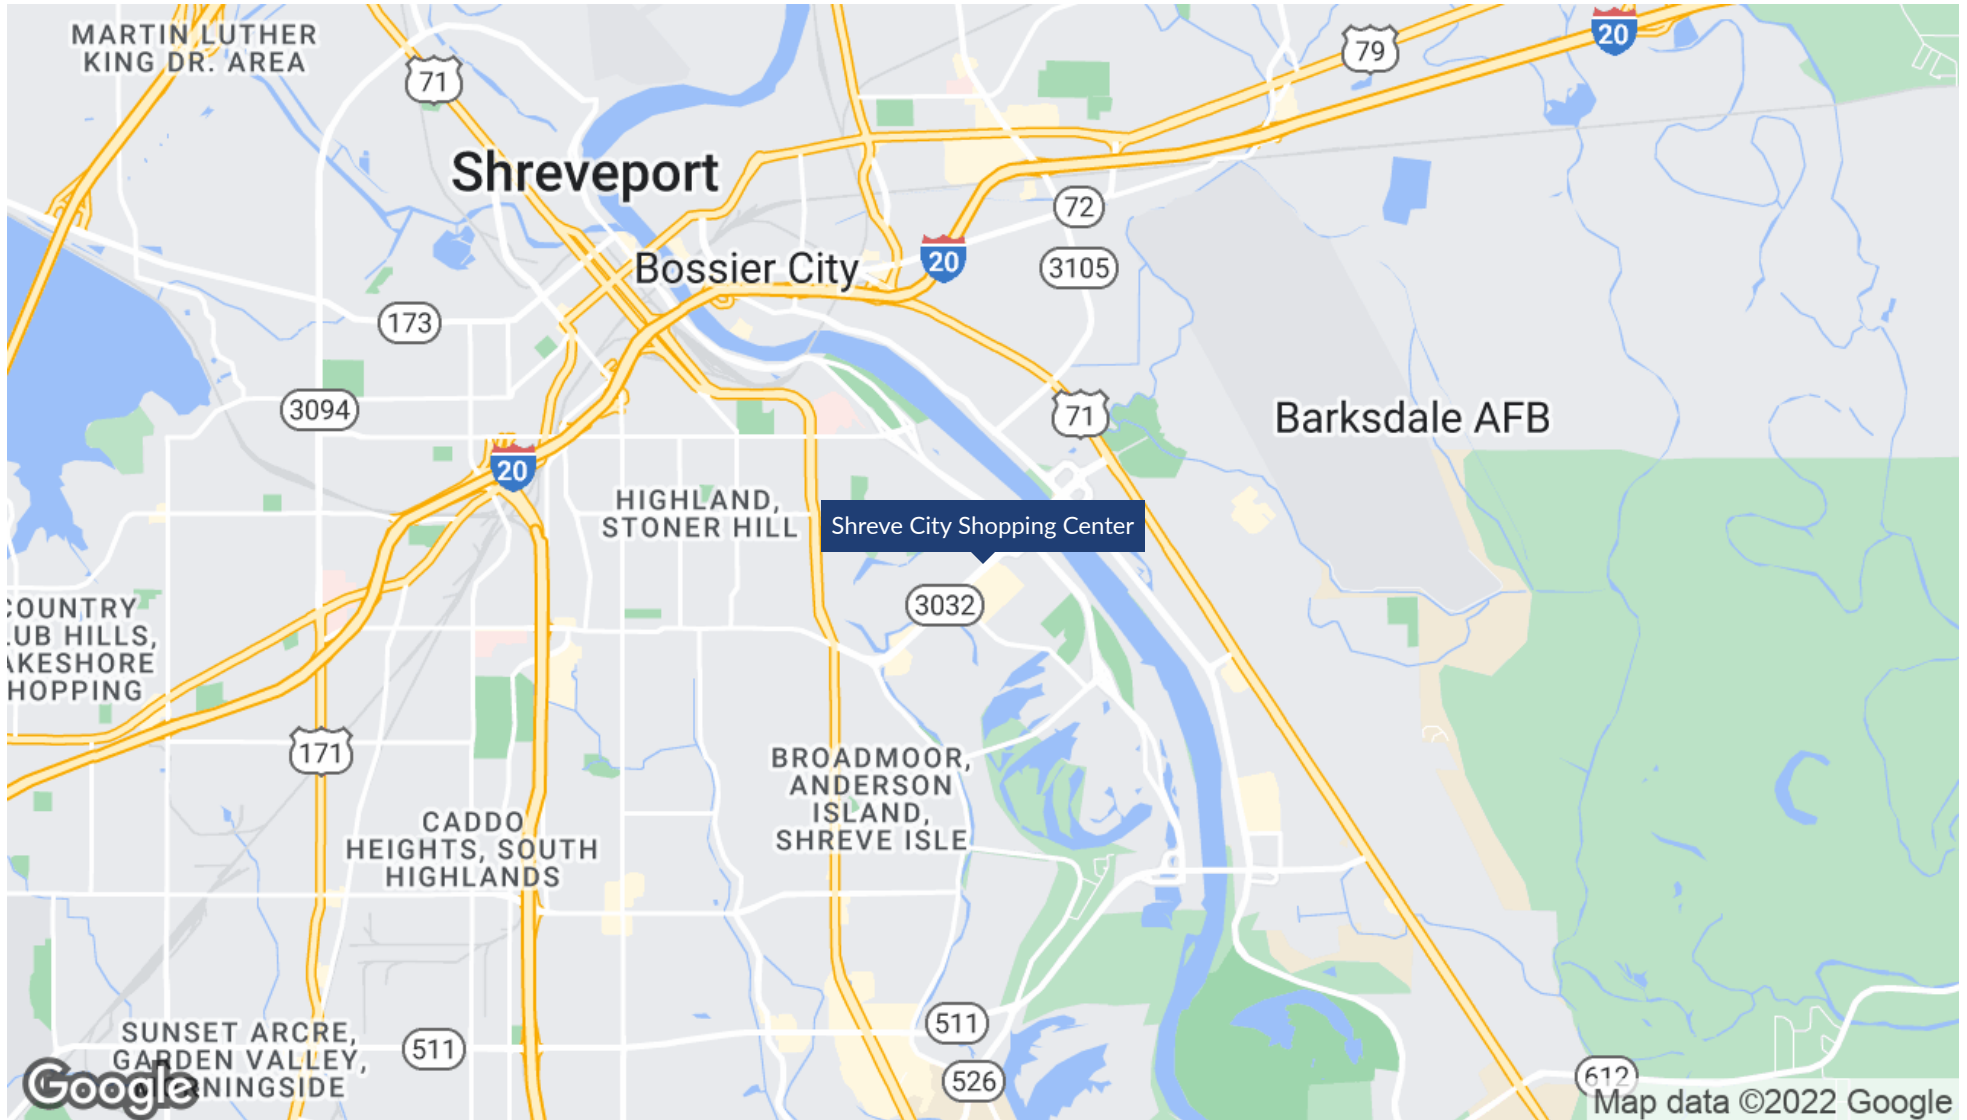 MARTIN LUTHER
KING DR. AREA
71
79
20
Shreveport
72
Bossier City
20
3105
173
3094
71
Barksdale AFB
20
HIGHLAND,
STONER HILL
Shreve City Shopping Center
3032
COUNTRY
LUB HILLS,
AKESHORE
HOPPING
171
BROADMOOR,
ANDERSON
ISLAND,
SHREVE ISLE
CADDO
HEIGHTS, SOUTH
HIGHLANDS
SUNSET ARCRE,
GARDEN VALLEY,
MORNINGSIDE
511
511
526
612
Google
Map data ©2022 Google